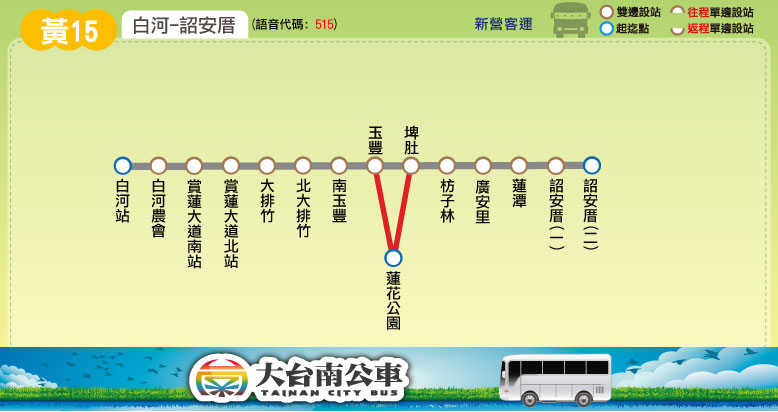 黃15
白河-詔安厝
(語音代碼: 515)
新營客運
雙邊設站
往程單邊設站
起迄點
返程單邊設站
白河站
白河農會
賞蓮大道南站
賞蓮大道北站
大排竹
北大排竹
南玉豐
玉豐
埤肚
枋子林
廣安里
蓮潭
詔安厝(一)
詔安厝(二)
蓮花公園
大台南公車
TAINAN CITY BUS